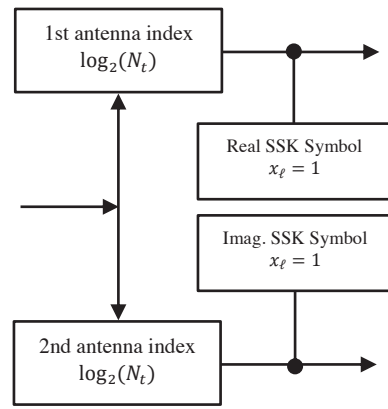 1st antenna index
log₂(Nₜ)
Real SSK Symbol
xℓ = 1
Imag. SSK Symbol
xℓ = 1
2nd antenna index
log₂(Nₜ)